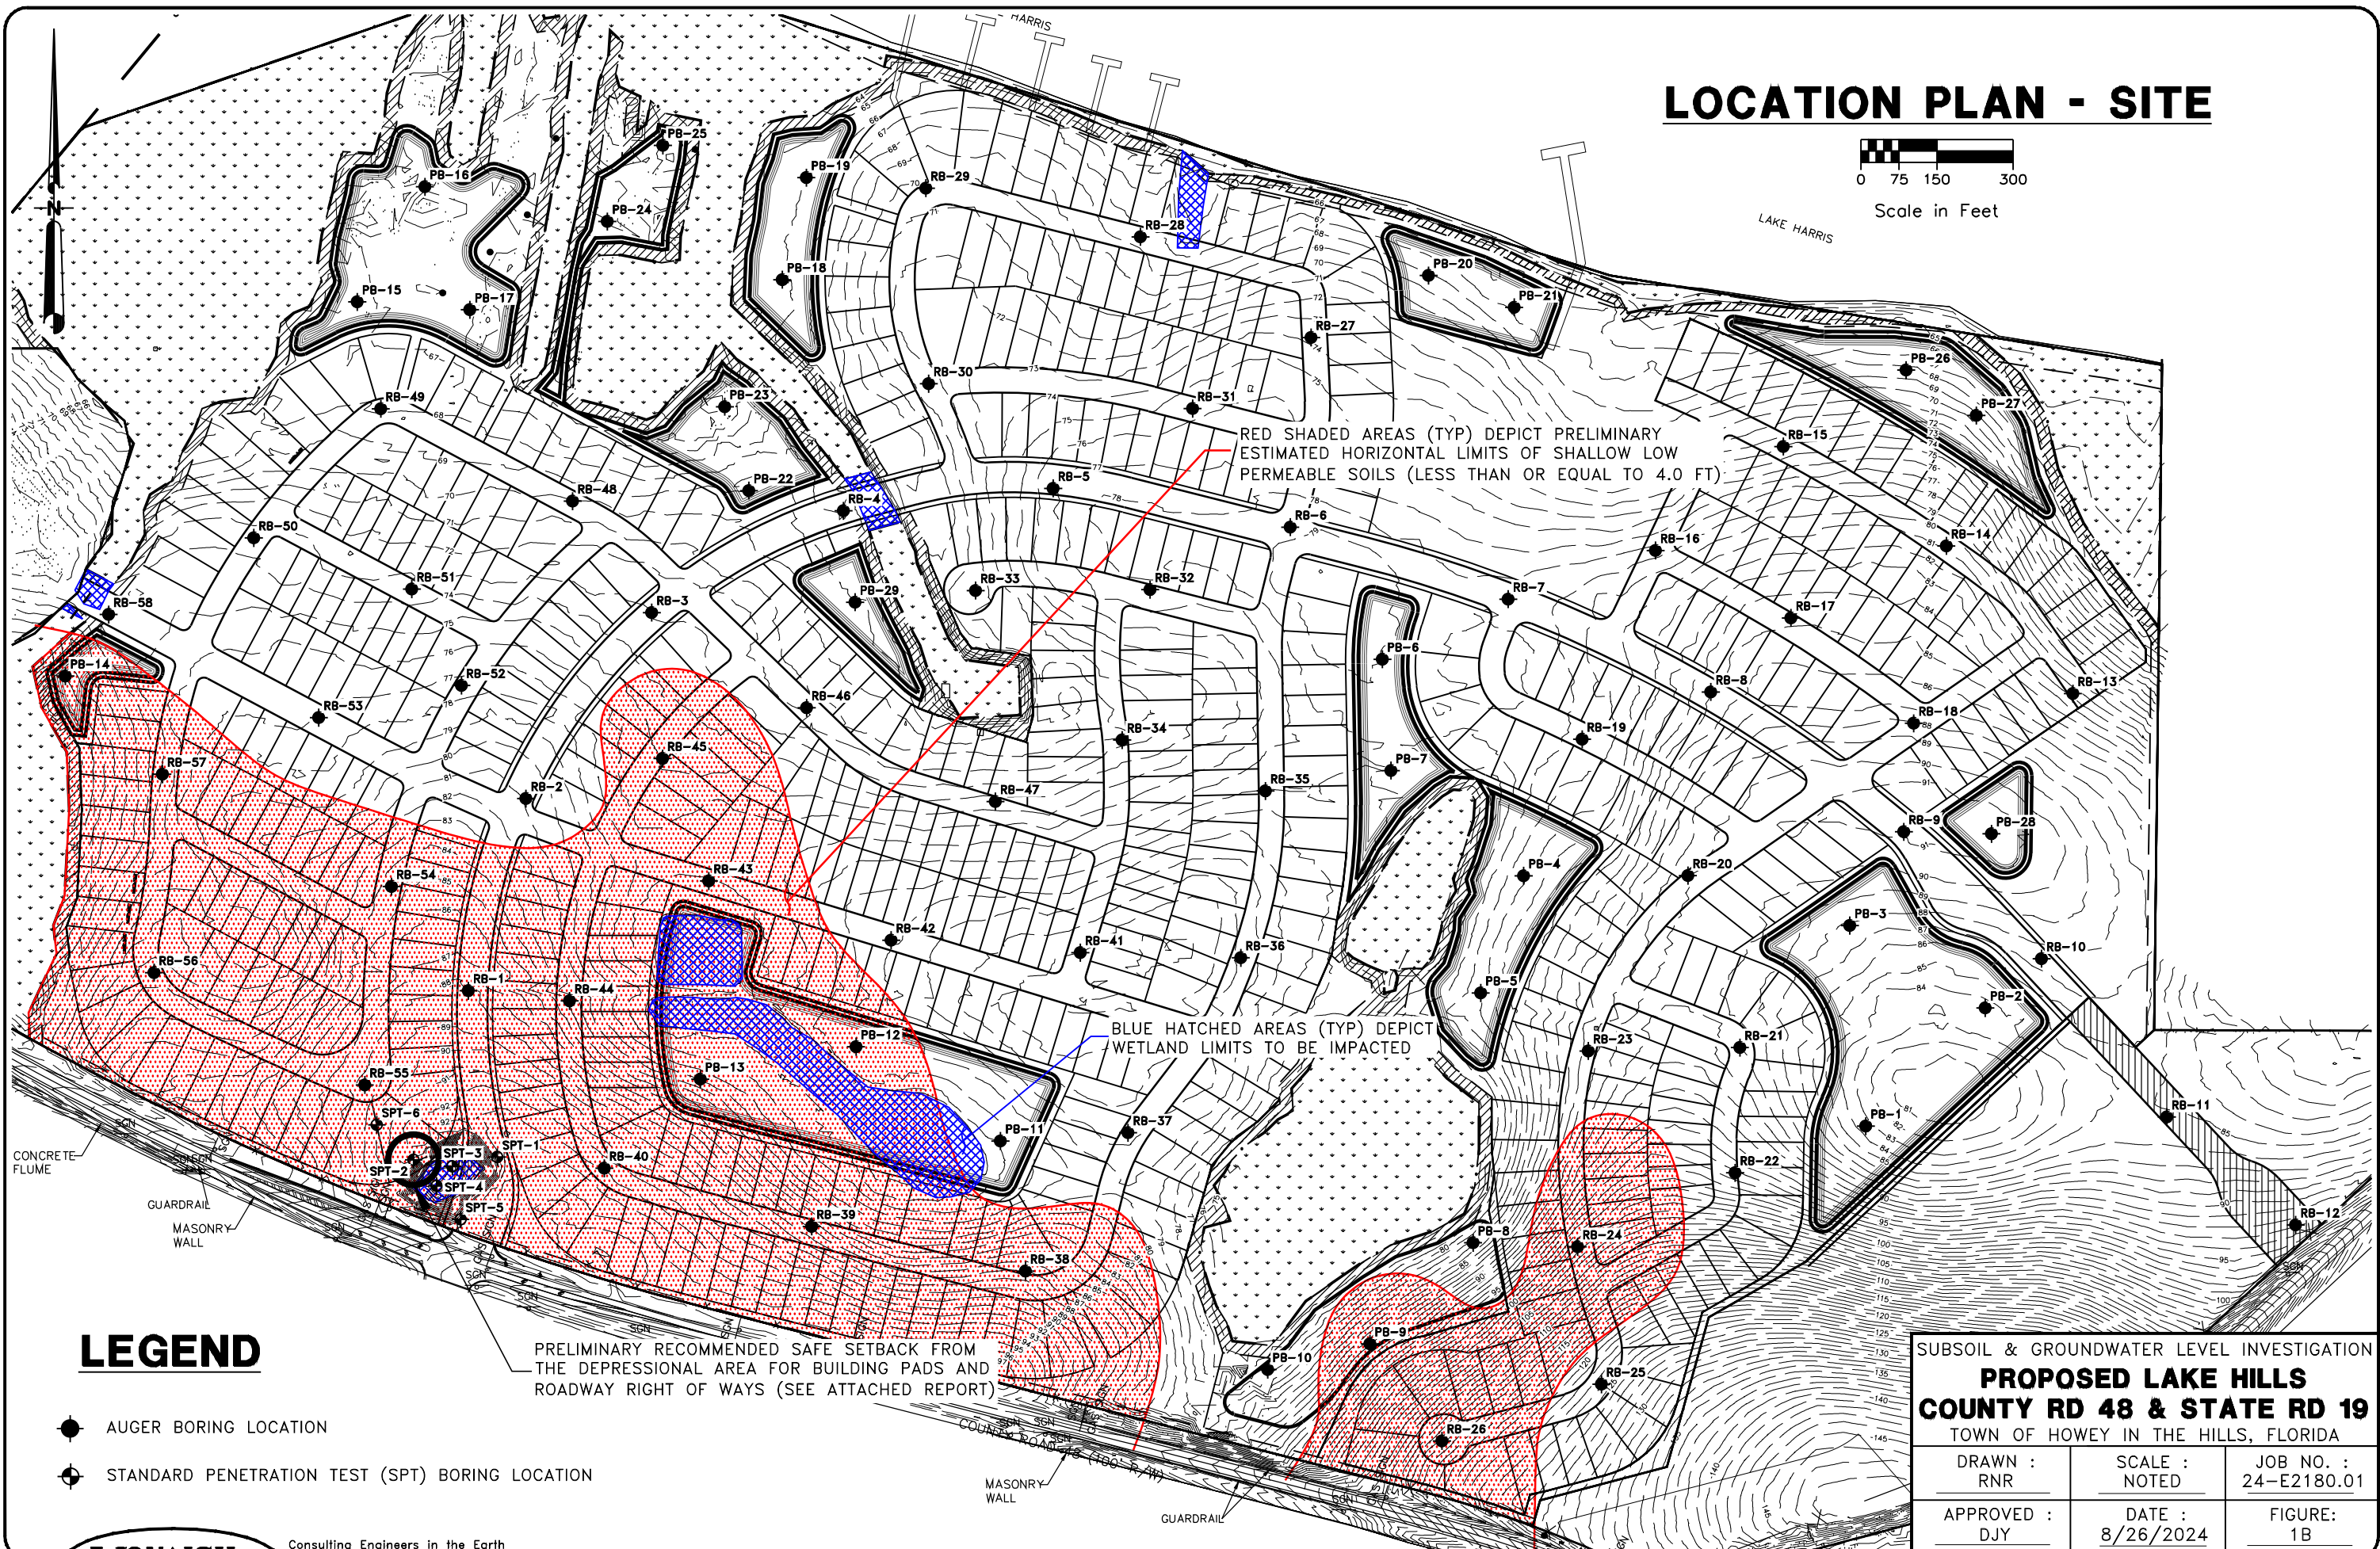 HARRIS
LOCATION PLAN - SITE
0 75 150 300
Scale in Feet
LAKE HARRIS
N
PB-25
PB-16
PB-19
RB-29
PB-24
RB-28
PB-18
PB-20
PB-15
PB-17
PB-21
RB-27
PB-26
RB-30
RB-49
PB-23
RB-31
PB-27
RED SHADED AREAS (TYP) DEPICT PRELIMINARY
ESTIMATED HORIZONTAL LIMITS OF SHALLOW LOW
PERMEABLE SOILS (LESS THAN OR EQUAL TO 4.0 FT)
RB-15
RB-48
PB-22
RB-4
RB-5
RB-50
RB-6
RB-16
RB-14
RB-51
RB-33
RB-32
RB-7
RB-58
RB-3
PB-29
RB-17
PB-14
PB-6
RB-52
RB-46
RB-8
RB-13
RB-53
RB-34
RB-19
RB-18
RB-45
RB-57
PB-7
RB-2
RB-47
RB-35
RB-9
PB-28
RB-54
RB-43
PB-4
RB-20
RB-42
RB-41
RB-36
PB-3
RB-10
RB-56
RB-1
RB-44
PB-5
PB-2
BLUE HATCHED AREAS (TYP) DEPICT
WETLAND LIMITS TO BE IMPACTED
PB-12
RB-23
RB-21
RB-55
PB-13
SPT-6
PB-11
RB-37
PB-1
RB-11
SPT-1
SPT-3
SPT-2
SPT-4
SPT-5
RB-40
RB-22
CONCRETE
FLUME
GUARDRAIL
MASONRY
WALL
RB-39
RB-38
PB-8
RB-24
RB-12
PB-9
PB-10
RB-25
RB-26
LEGEND
PRELIMINARY RECOMMENDED SAFE SETBACK FROM
THE DEPRESSIONAL AREA FOR BUILDING PADS AND
ROADWAY RIGHT OF WAYS (SEE ATTACHED REPORT)
AUGER BORING LOCATION
STANDARD PENETRATION TEST (SPT) BORING LOCATION
COUNTY ROAD 48 (100' R/W)
MASONRY
WALL
GUARDRAIL
SUBSOIL & GROUNDWATER LEVEL INVESTIGATION
PROPOSED LAKE HILLS
COUNTY RD 48 & STATE RD 19
TOWN OF HOWEY IN THE HILLS, FLORIDA
DRAWN :
RNR
SCALE :
NOTED
JOB NO. :
24-E2180.01
APPROVED :
DJY
DATE :
8/26/2024
FIGURE:
1B
Consulting Engineers in the Earth